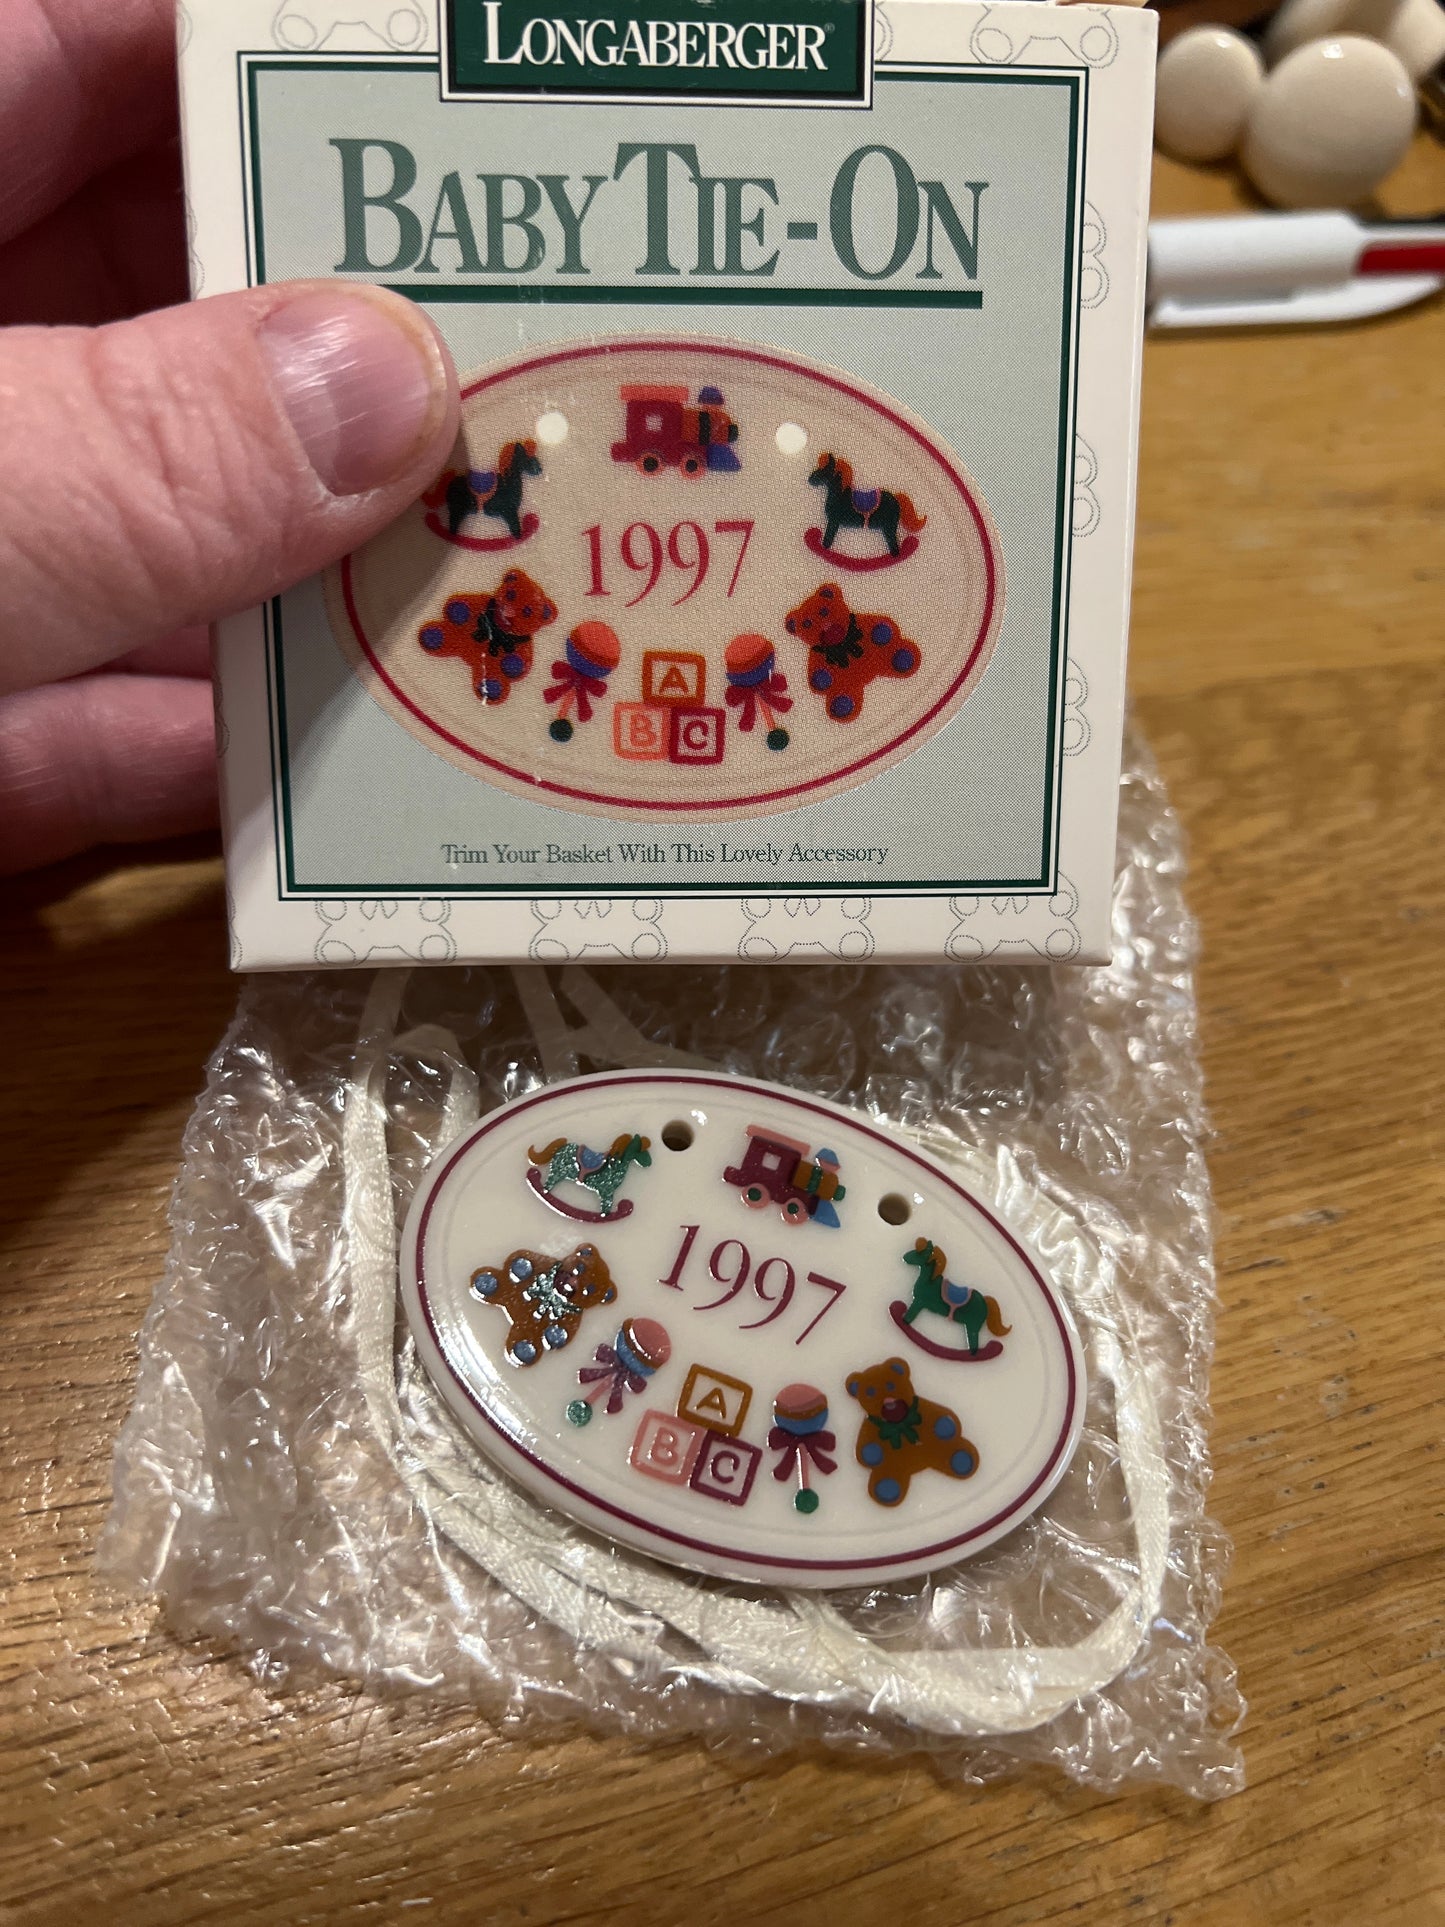 LONGABERGER®
BABY TIE-ON
1997
A
B C
Trim Your Basket With This Lovely Accessory
1997
A
B C